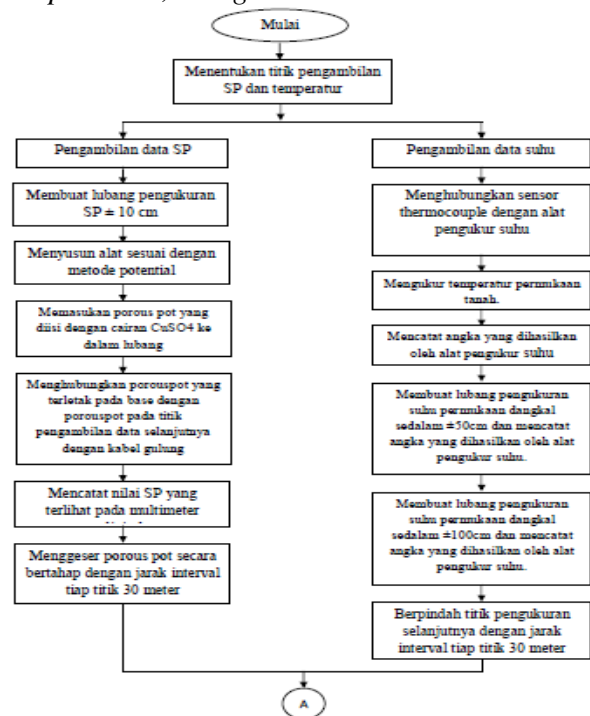 Mulai
Menentukan titik pengambilan
SP dan temperatur
Pengambilan data SP
Membuat lubang pengukuran
SP ± 10 cm
Menyusun alat sesuai dengan
metode potential
Memasukan porous pot yang
diisi dengan cairan CuSO4 ke
dalam lubang
Menghubungkan porouspot yang
terletak pada base dengan
porouspot pada titik
pengambilan data selanjutnya
dengan kabel gulung
Mencatat nilai SP yang
terlihat pada multimeter
Menggeser porous pot secara
bertahap dengan jarak interval
tiap titik 30 meter
Pengambilan data suhu
Menghubungkan sensor
thermocouple dengan alat
pengukur suhu
Mengukur temperatur permukaan
tanah.
Mencatat angka yang dihasilkan
oleh alat pengukur suhu
Membuat lubang pengukuran
suhu permukaan dangkal
sedalam ±50cm dan mencatat
angka yang dihasilkan oleh alat
pengukur suhu.
Membuat lubang pengukuran
suhu permukaan dangkal
sedalam ±100cm dan mencatat
angka yang dihasilkan oleh alat
pengukur suhu.
Berpindah titik pengukuran
selanjutnya dengan jarak
interval tiap titik 30 meter
A